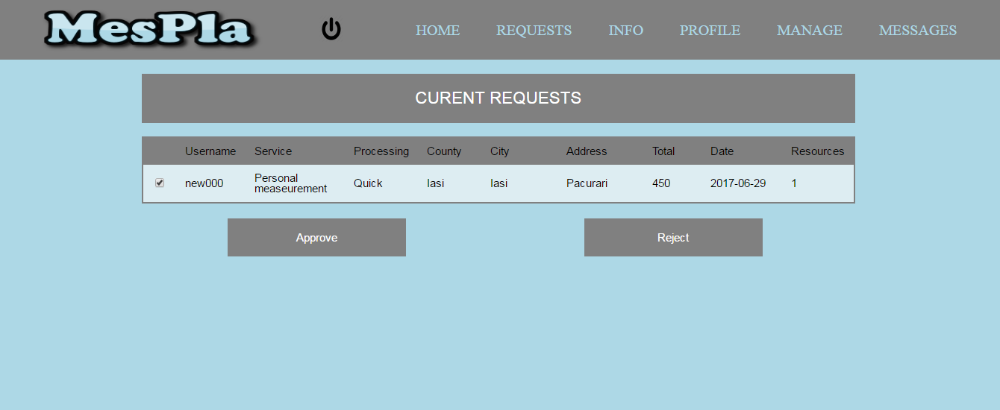 MesPla HOME REQUESTS INFO PROFILE MANAGE MESSAGES
CURENT REQUESTS
Username Service Processing County City Address Total Date Resources
new000 Personal measeurement Quick Iasi Iasi Pacurari 450 2017-06-29 1
Approve Reject